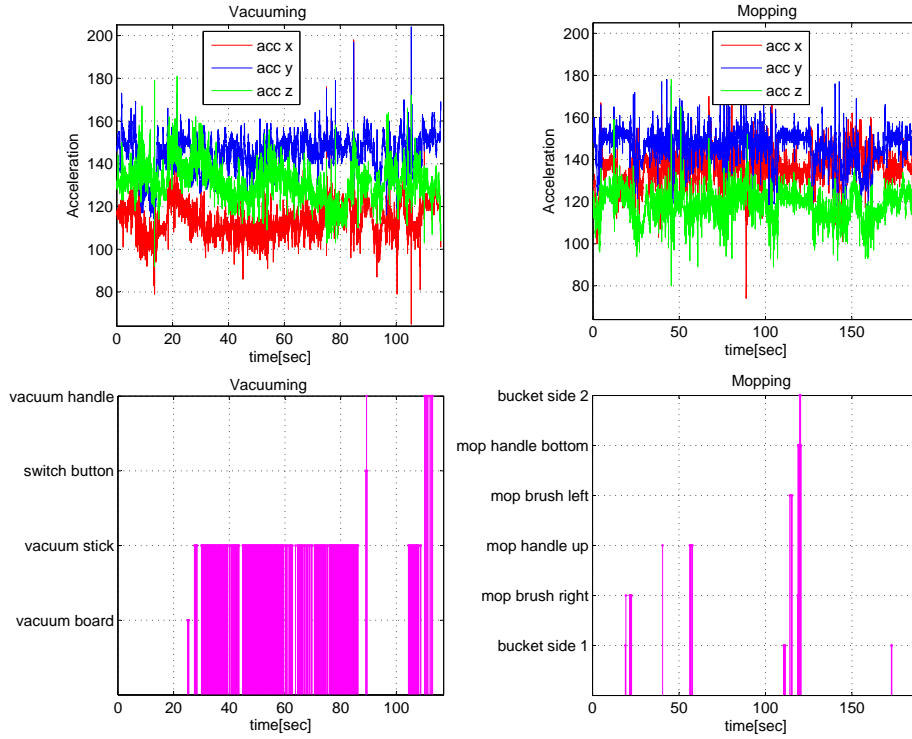 Vacuuming
200
180
160
140
120
100
80
Acceleration
acc x
acc y
acc z
0 20 40 60 80 100
time[sec]
Mopping
200
180
160
140
120
100
80
Acceleration
acc x
acc y
acc z
0 50 100 150
time[sec]
Vacuuming
vacuum handle
switch button
vacuum stick
vacuum board
0 20 40 60 80 100
time[sec]
Mopping
bucket side 2
mop handle bottom
mop brush left
mop handle up
mop brush right
bucket side 1
0 50 100 150
time[sec]